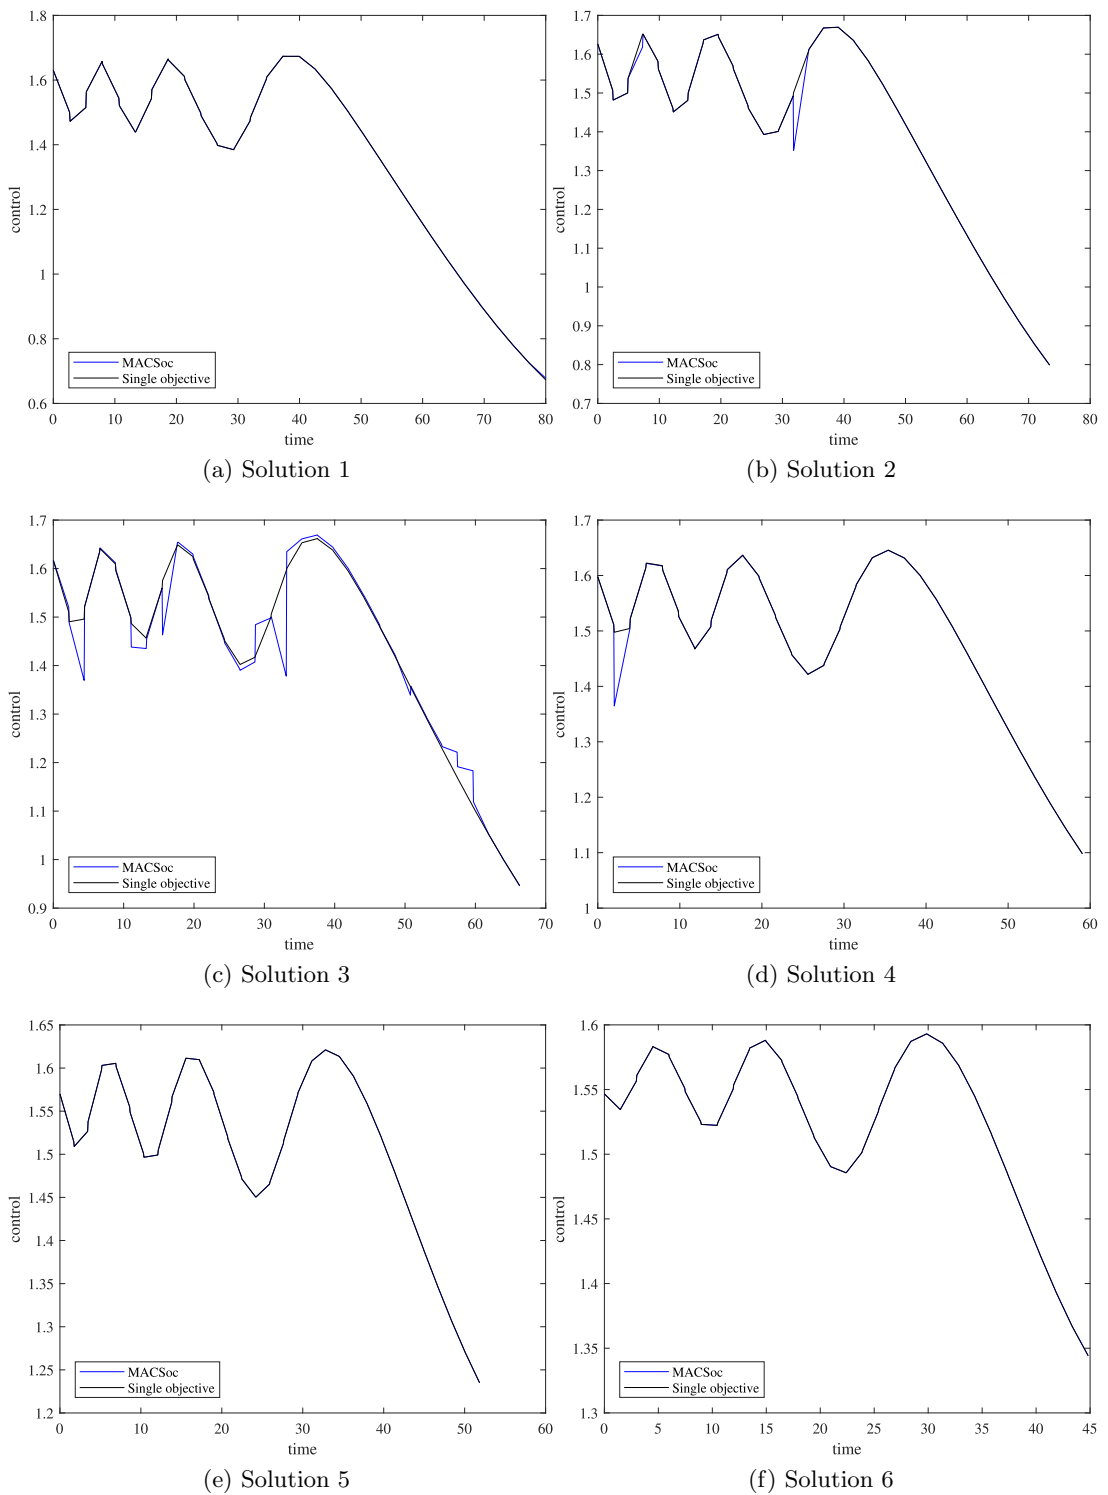 1.8
1.6
1.4
1.2
1
0.8
0.6
control
0 10 20 30 40 50 60 70 80
time
MACSoc
Single objective
(a) Solution 1
1.7
1.6
1.5
1.4
1.3
1.2
1.1
1
0.9
0.8
0.7
control
0 10 20 30 40 50 60 70 80
time
MACSoc
Single objective
(b) Solution 2
1.7
1.6
1.5
1.4
1.3
1.2
1.1
1
0.9
control
0 10 20 30 40 50 60 70
time
MACSoc
Single objective
(c) Solution 3
1.7
1.6
1.5
1.4
1.3
1.2
1.1
1
control
0 10 20 30 40 50 60
time
MACSoc
Single objective
(d) Solution 4
1.65
1.6
1.55
1.5
1.45
1.4
1.35
1.3
1.25
1.2
control
0 10 20 30 40 50 60
time
MACSoc
Single objective
(e) Solution 5
1.6
1.55
1.5
1.45
1.4
1.35
1.3
control
0 5 10 15 20 25 30 35 40 45
time
MACSoc
Single objective
(f) Solution 6